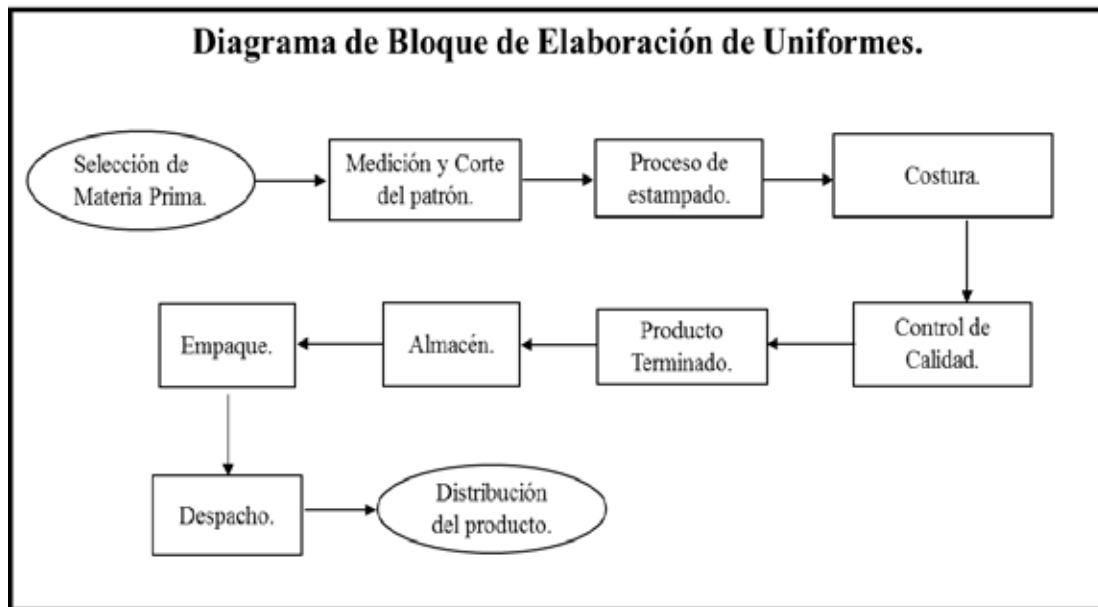 Diagrama de Bloque de Elaboración de Uniformes.
Selección de
Materia Prima.
Medición y Corte
del patrón.
Proceso de
estampado.
Costura.
Control de
Calidad.
Producto
Terminado.
Almacén.
Empaque.
Despacho.
Distribución
del producto.